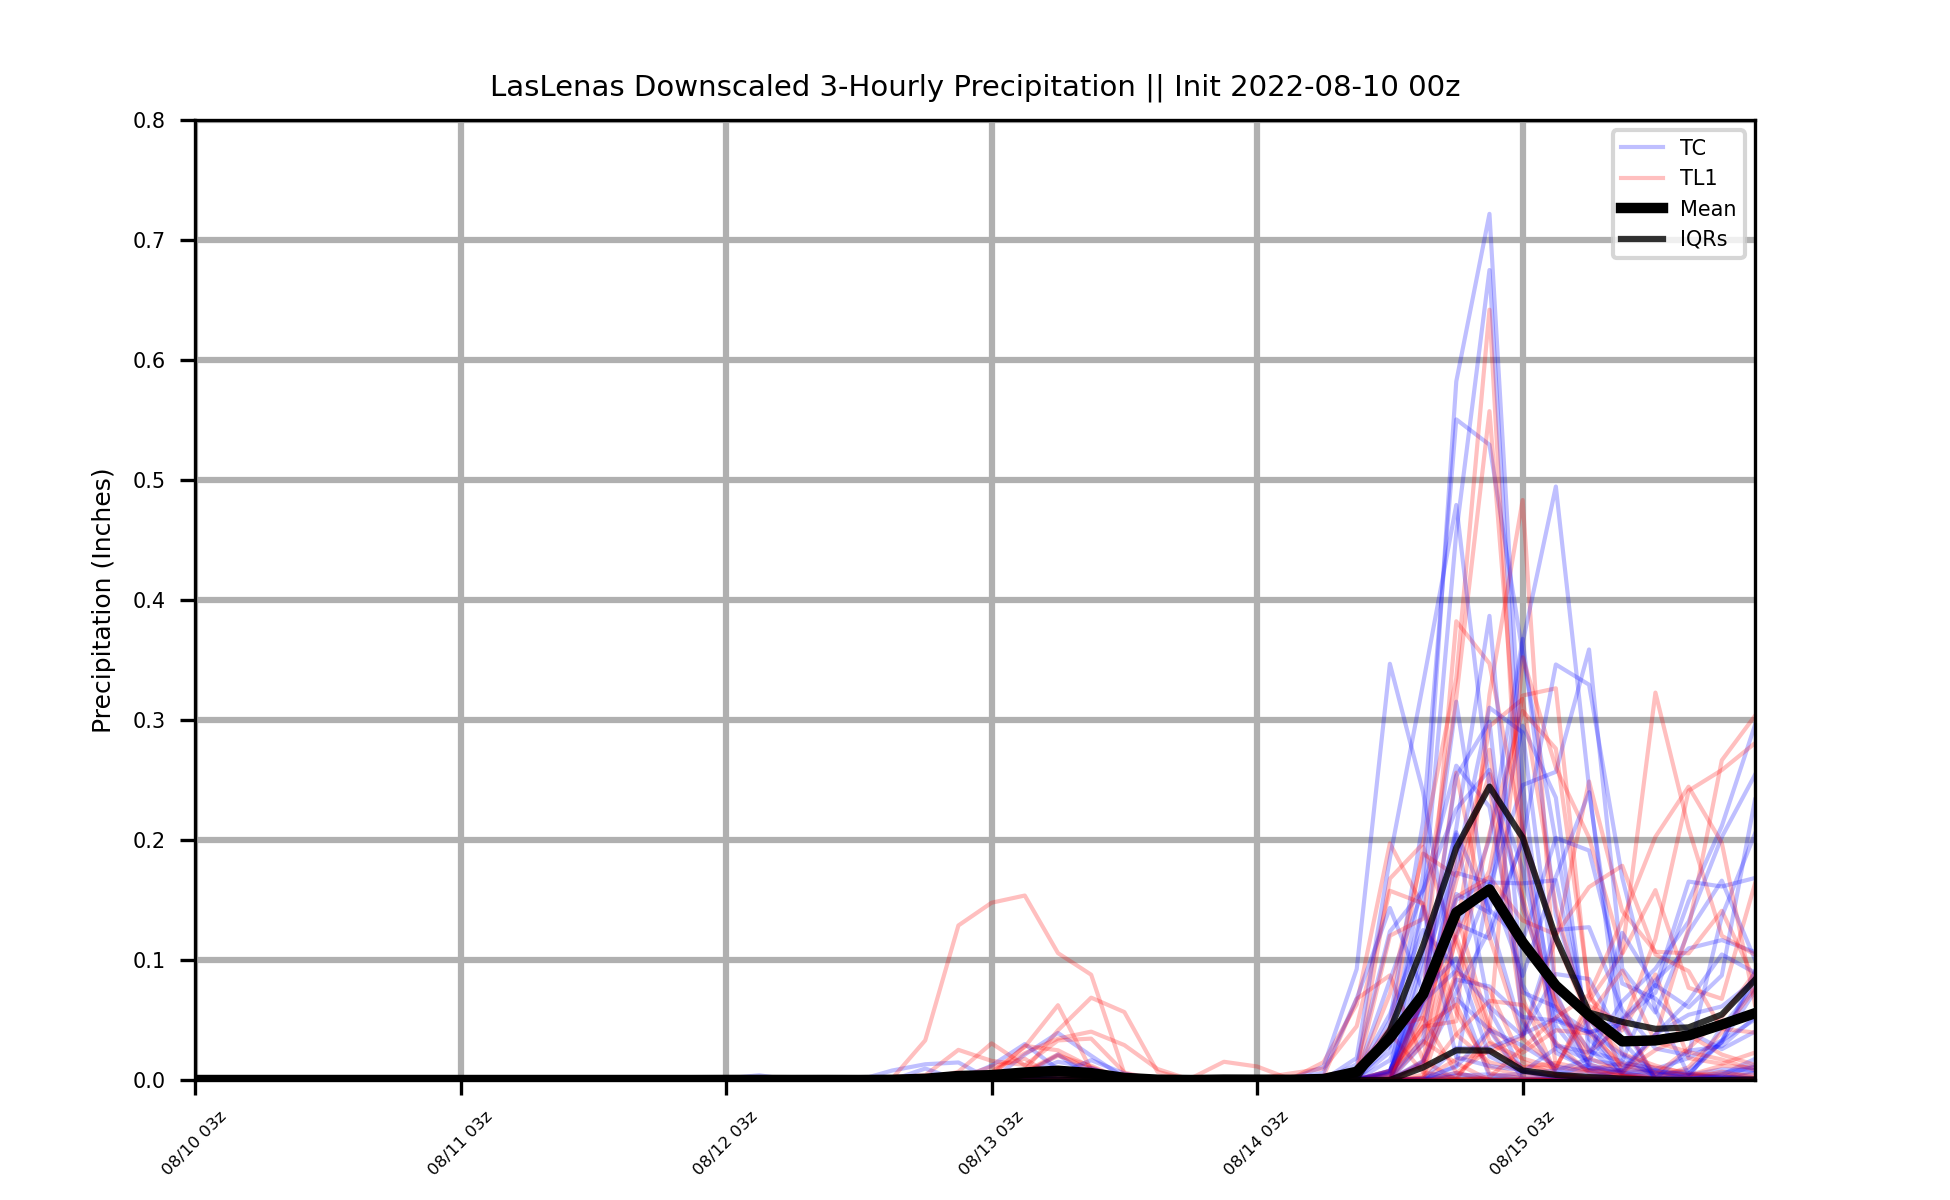 LasLenas Downscaled 3-Hourly Precipitation || Init 2022-08-10 00z
TC
TL1
Mean
IQRs
Precipitation (Inches)
0.8
0.7
0.6
0.5
0.4
0.3
0.2
0.1
0.0
08/10 03z
08/11 03z
08/12 03z
08/13 03z
08/14 03z
08/15 03z